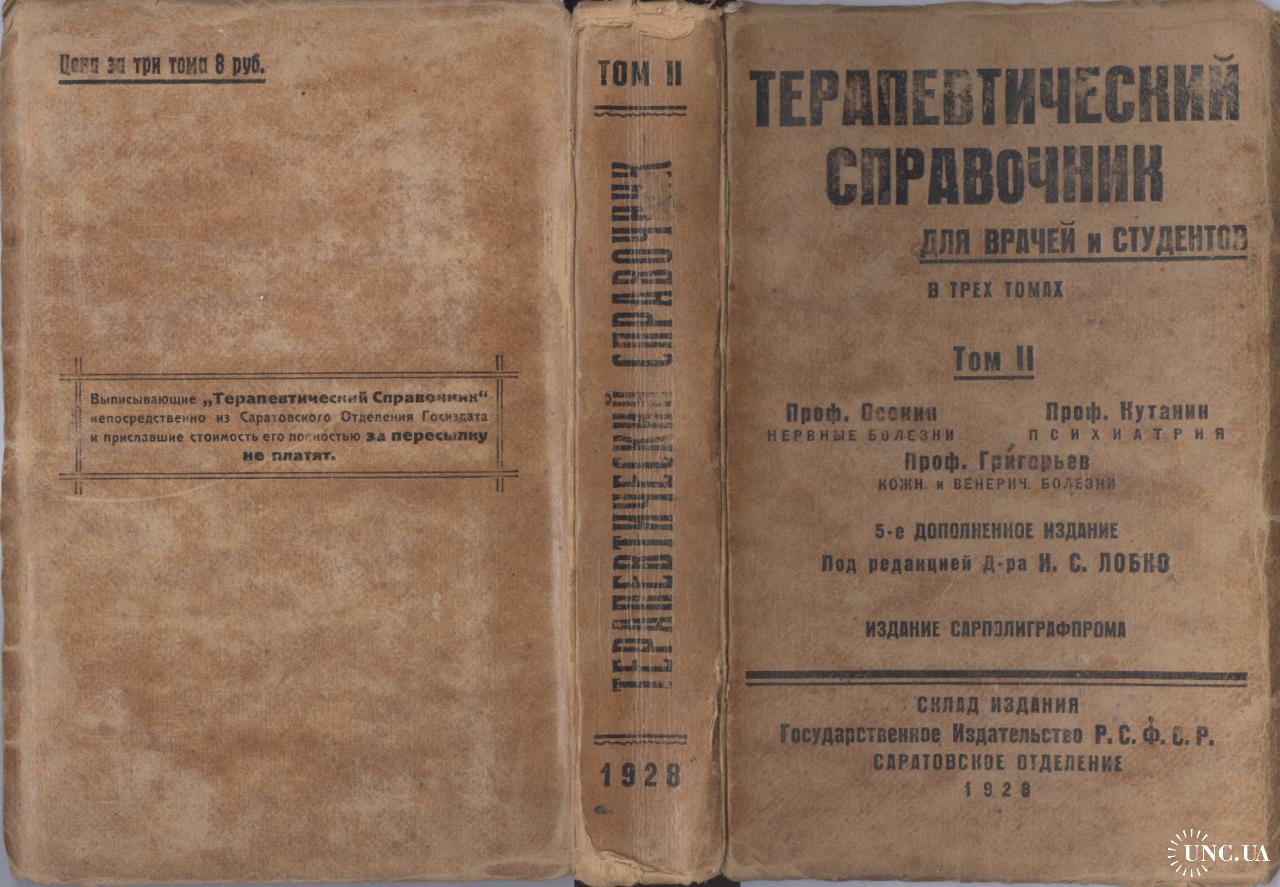 Цена за три тома 8 руб.
Выписывающие „Терапевтический Справочник“
непосредственно из Саратовского Отделения Госиздата
и приславшие стоимость его полностью за пересылку
не платят.
ТОМ II
ТЕРАПЕВТИЧЕСКИЙ СПРАВОЧНИК
1928
ТЕРАПЕВТИЧЕСКИЙ
СПРАВОЧНИК
ДЛЯ ВРАЧЕЙ и СТУДЕНТОВ
В ТРЕХ ТОМАХ
Том II
Проф. Осокин Проф. Кутанин
НЕРВНЫЕ БОЛЕЗНИ ПСИХИАТРИЯ
Проф. Григорьев
КОЖН. и ВЕНЕРИЧ. БОЛЕЗНИ
5-е ДОПОЛНЕННОЕ ИЗДАНИЕ
Под редакцией Д-ра И. С. ЛОБКО
ИЗДАНИЕ САРПОЛИГРАФПРОМА
СКЛАД ИЗДАНИЯ
Государственное Издательство Р. С. Ф. С. Р.
САРАТОВСКОЕ ОТДЕЛЕНИЕ
1928
UNC.UA